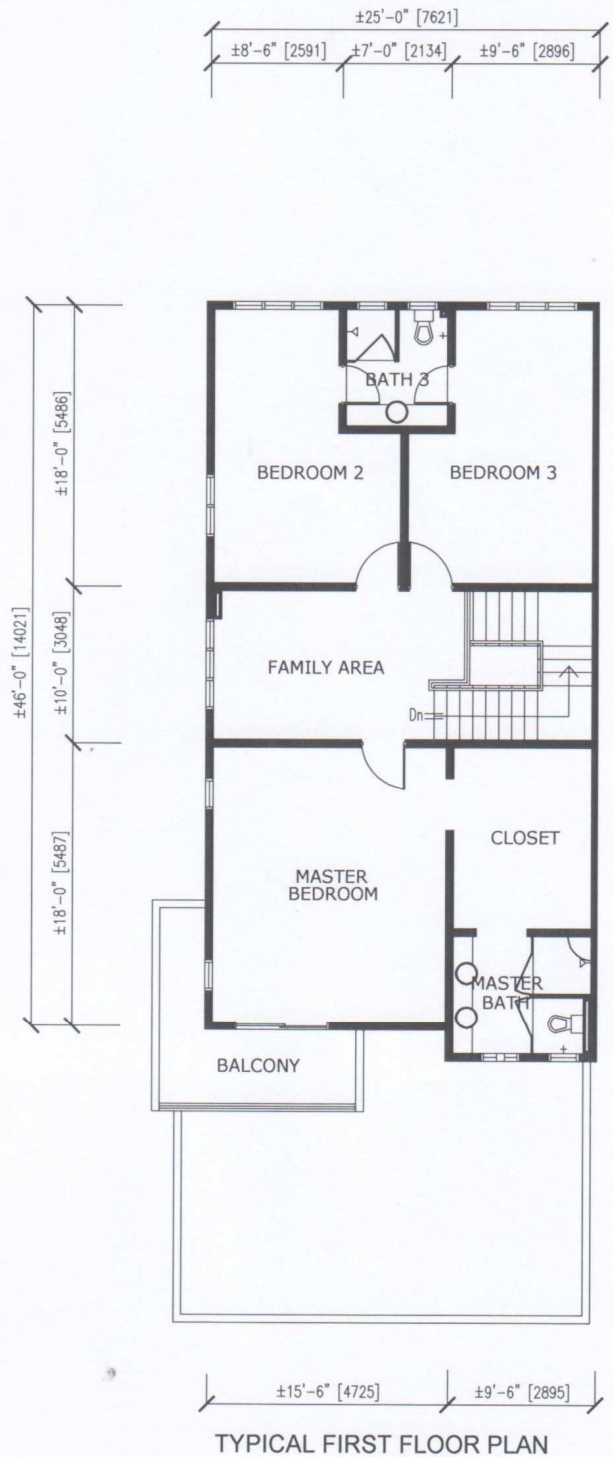 ±25'-0" [7621]
±8'-6" [2591]
±7'-0" [2134]
±9'-6" [2896]
±46'-0" [14021]
±18'-0" [5486]
±10'-0" [3048]
±18'-0" [5487]
BATH 3
BEDROOM 2
BEDROOM 3
FAMILY AREA
Dn
CLOSET
MASTER
BEDROOM
MASTER
BATH
BALCONY
±15'-6" [4725]
±9'-6" [2895]
TYPICAL FIRST FLOOR PLAN